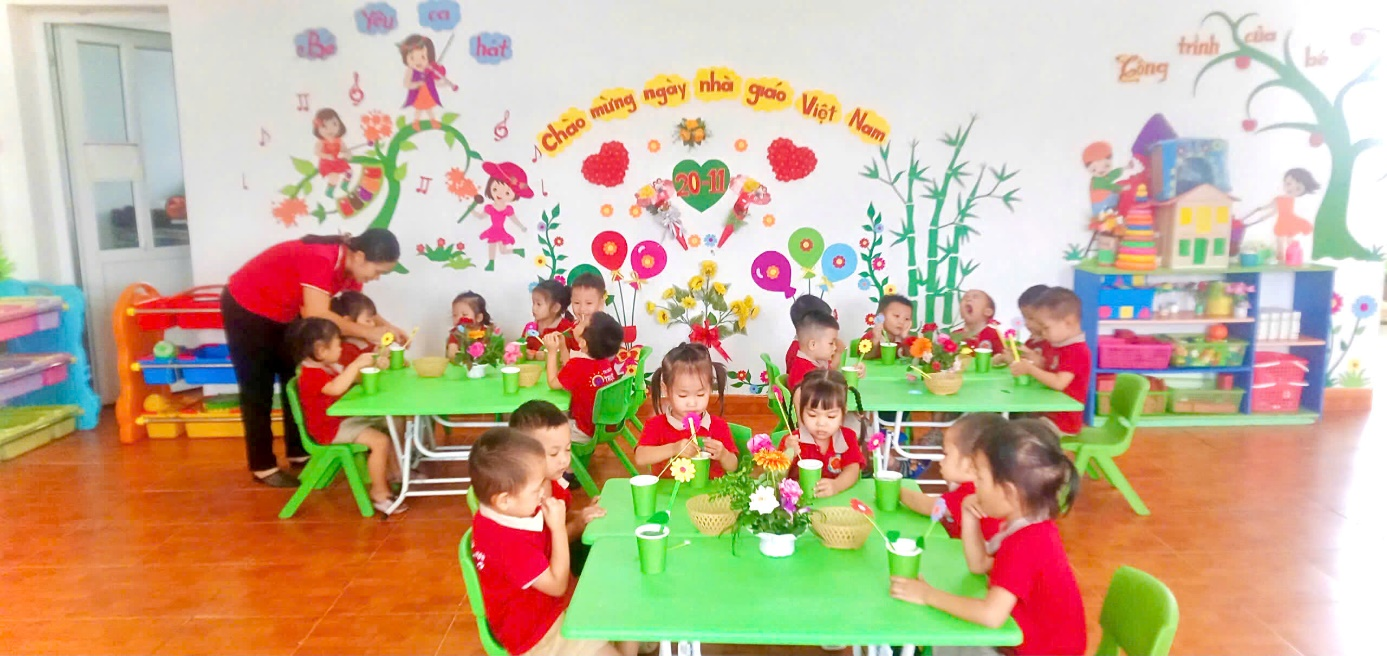 Bé yêu ca hát
Chào mừng ngày nhà giáo Việt Nam
20-11
Công trình của bé